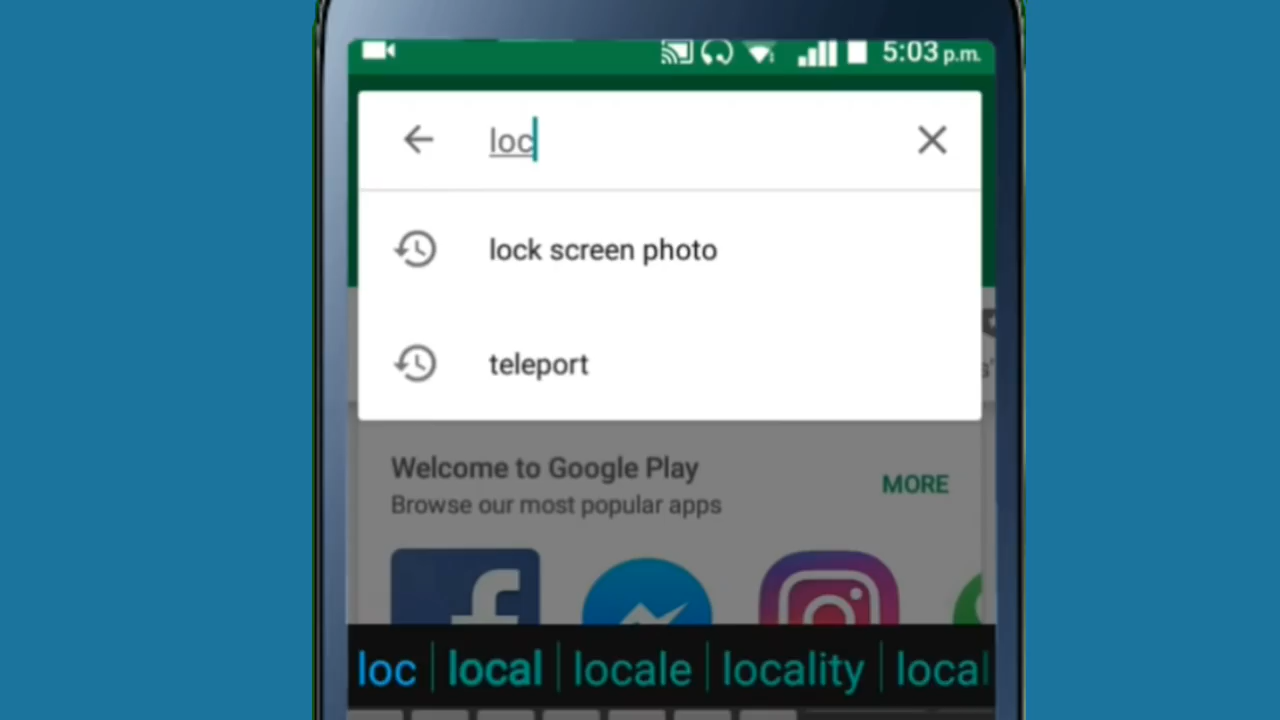 5:03 p.m.
loc
lock screen photo
teleport
Welcome to Google Play
MORE
Browse our most popular apps
loc local locale locality local